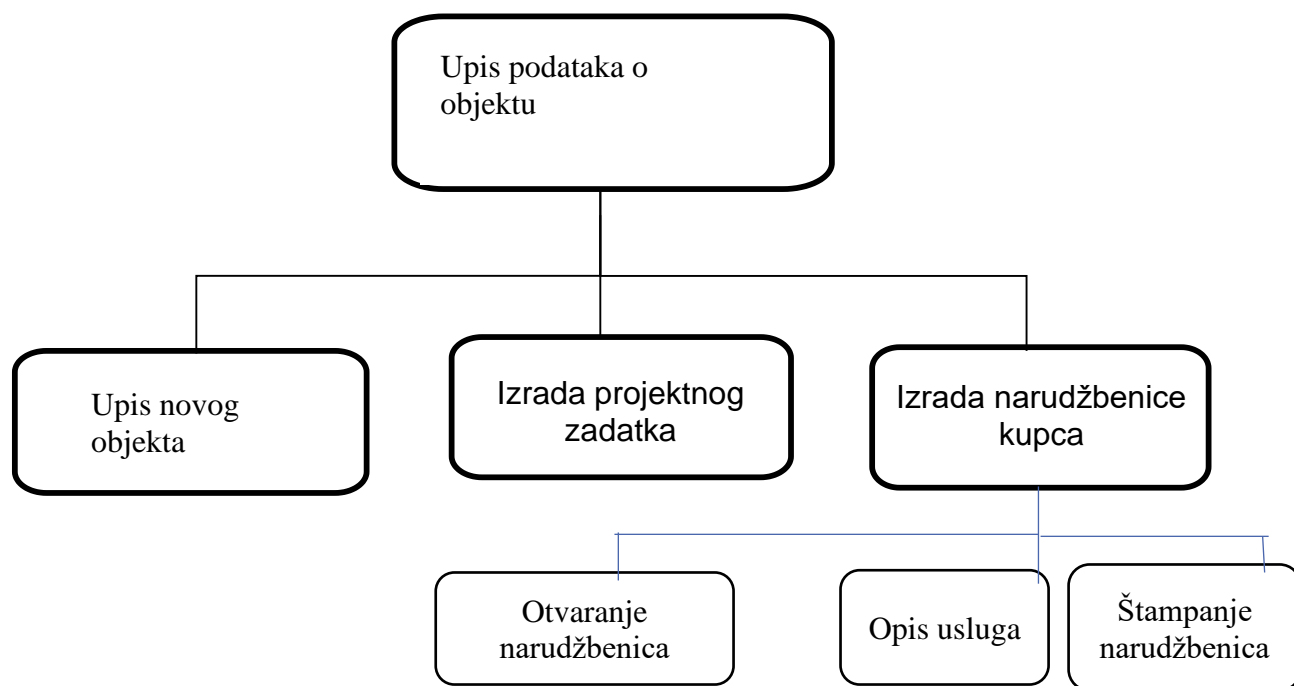 Upis podataka o
objektu
Upis novog
objekta
Izrada projektnog
zadatka
Izrada narudžbenice
kupca
Otvaranje
narudžbenica
Opis usluga
Štampanje
narudžbenica